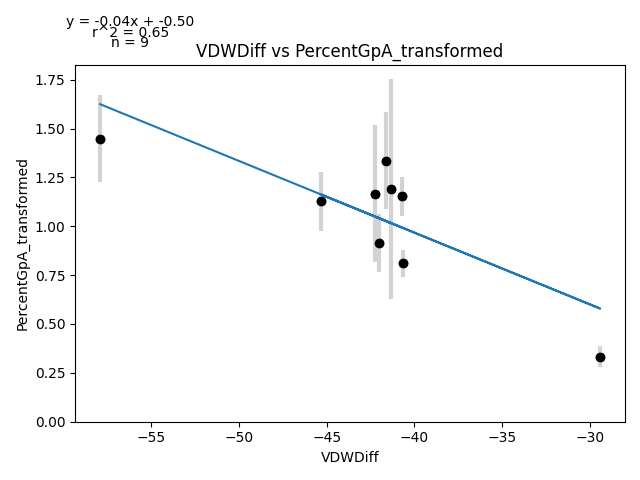 y = -0.04x + -0.50
r^2 = 0.65
n = 9
VDWDiff vs PercentGpA_transformed
PercentGpA_transformed
1.75
1.50
1.25
1.00
0.75
0.50
0.25
0.00
−55
−50
−45
−40
−35
−30
VDWDiff